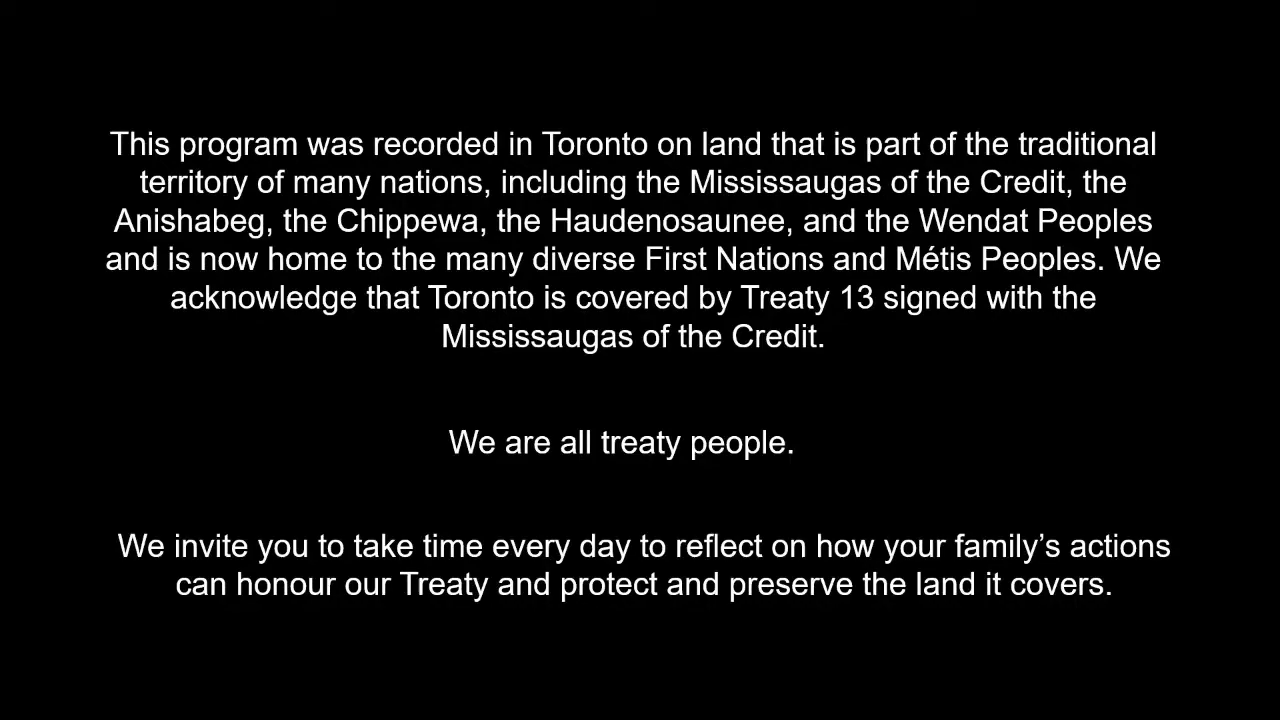 This program was recorded in Toronto on land that is part of the traditional
territory of many nations, including the Mississaugas of the Credit, the
Anishabeg, the Chippewa, the Haudenosaunee, and the Wendat Peoples
and is now home to the many diverse First Nations and Métis Peoples. We
acknowledge that Toronto is covered by Treaty 13 signed with the
Mississaugas of the Credit.
We are all treaty people.
We invite you to take time every day to reflect on how your family’s actions
can honour our Treaty and protect and preserve the land it covers.